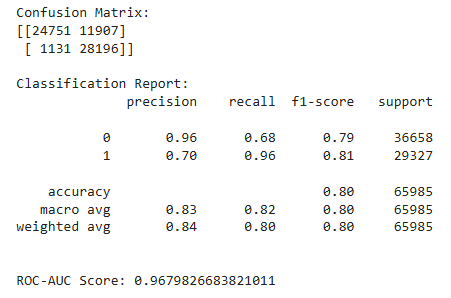 Confusion Matrix:
[[24751 11907]
 [ 1131 28196]]
Classification Report:
precision recall f1-score support
0 0.96 0.68 0.79 36658
1 0.70 0.96 0.81 29327
accuracy 0.80 65985
macro avg 0.83 0.82 0.80 65985
weighted avg 0.84 0.80 0.80 65985
ROC-AUC Score: 0.9679826683821011